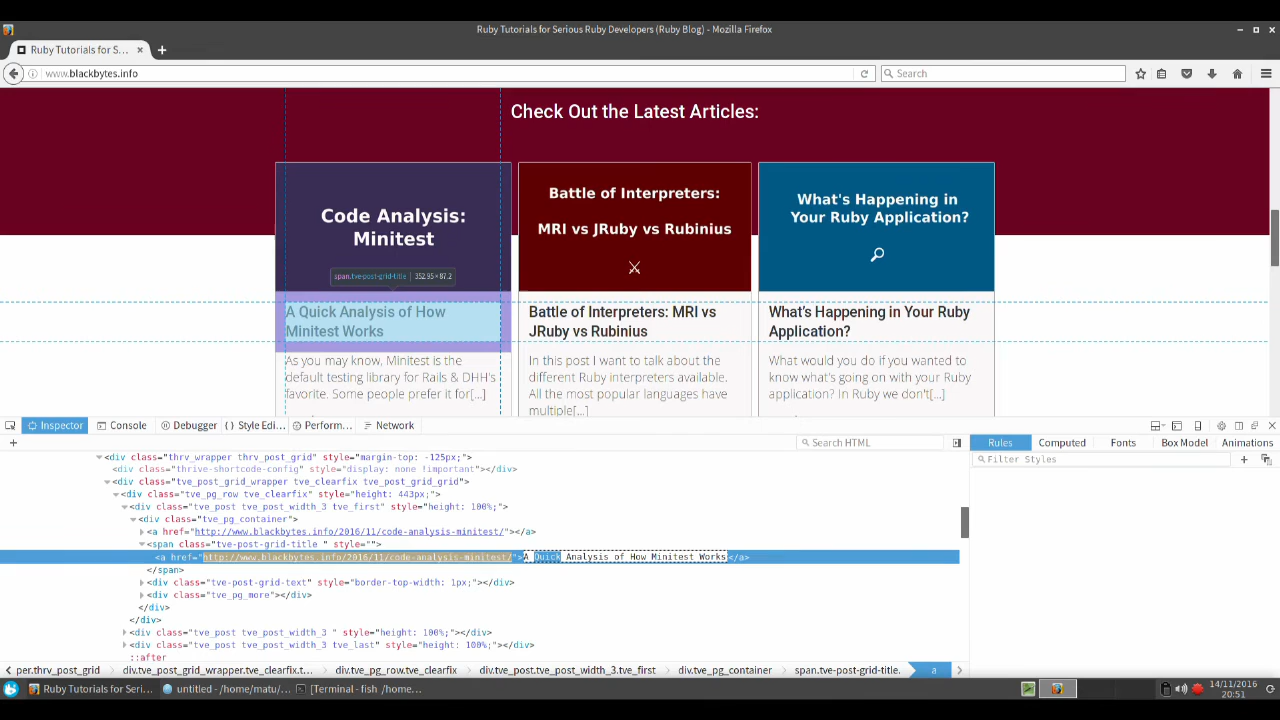 Ruby Tutorials for Serious Ruby Developers (Ruby Blog) - Mozilla Firefox
Ruby Tutorials for S...
www.blackbytes.info
Search
Check Out the Latest Articles:
Code Analysis:
Minitest
Battle of Interpreters:
MRI vs JRuby vs Rubinius
What's Happening in
Your Ruby Application?
span.tve-post-grid-title | 352.95 × 87.2
A Quick Analysis of How
Minitest Works
Battle of Interpreters: MRI vs
JRuby vs Rubinius
What's Happening in Your Ruby
Application?
As you may know, Minitest is the
default testing library for Rails & DHH's
favorite. Some people prefer it for[...]
In this post I want to talk about the
different Ruby interpreters available.
All the most popular languages have
multiple[...]
What would you do if you wanted to
know what's going on with your Ruby
application? In Ruby we don't[...]
Inspector
Console
Debugger
Style Edi...
Perform...
Network
Search HTML
Rules
Computed
Fonts
Box Model
Animations
Filter Styles
<div class="thrv_wrapper thrv_post_grid" style="margin-top: -125px;">
<div class="thrive-shortcode-config" style="display: none !important"></div>
<div class="tve_post_grid_wrapper tve_clearfix tve_post_grid_grid">
<div class="tve_pg_row tve_clearfix" style="height: 443px;">
<div class="tve_post tve_post_width_3 tve_first" style="height: 100%;">
<div class="tve_pg_container">
<a href="http://www.blackbytes.info/2016/11/code-analysis-minitest/"></a>
<span class="tve-post-grid-title " style="">
<a href="http://www.blackbytes.info/2016/11/code-analysis-minitest/">A Quick Analysis of How Minitest Works</a>
</span>
<div class="tve-post-grid-text" style="border-top-width: 1px;"></div>
<div class="tve_pg_more"></div>
</div>
</div>
<div class="tve_post tve_post_width_3 " style="height: 100%;"></div>
<div class="tve_post tve_post_width_3 tve_last" style="height: 100%;"></div>
::after
per.thrv_post_grid
div.tve_post_grid_wrapper.tve_clearfix.t...
div.tve_pg_row.tve_clearfix
div.tve_post.tve_post_width_3.tve_first
div.tve_pg_container
span.tve-post-grid-title.
a
Ruby Tutorials for Seri...
untitled - /home/matu/...
[Terminal - fish /home...
14/11/2016
20:51